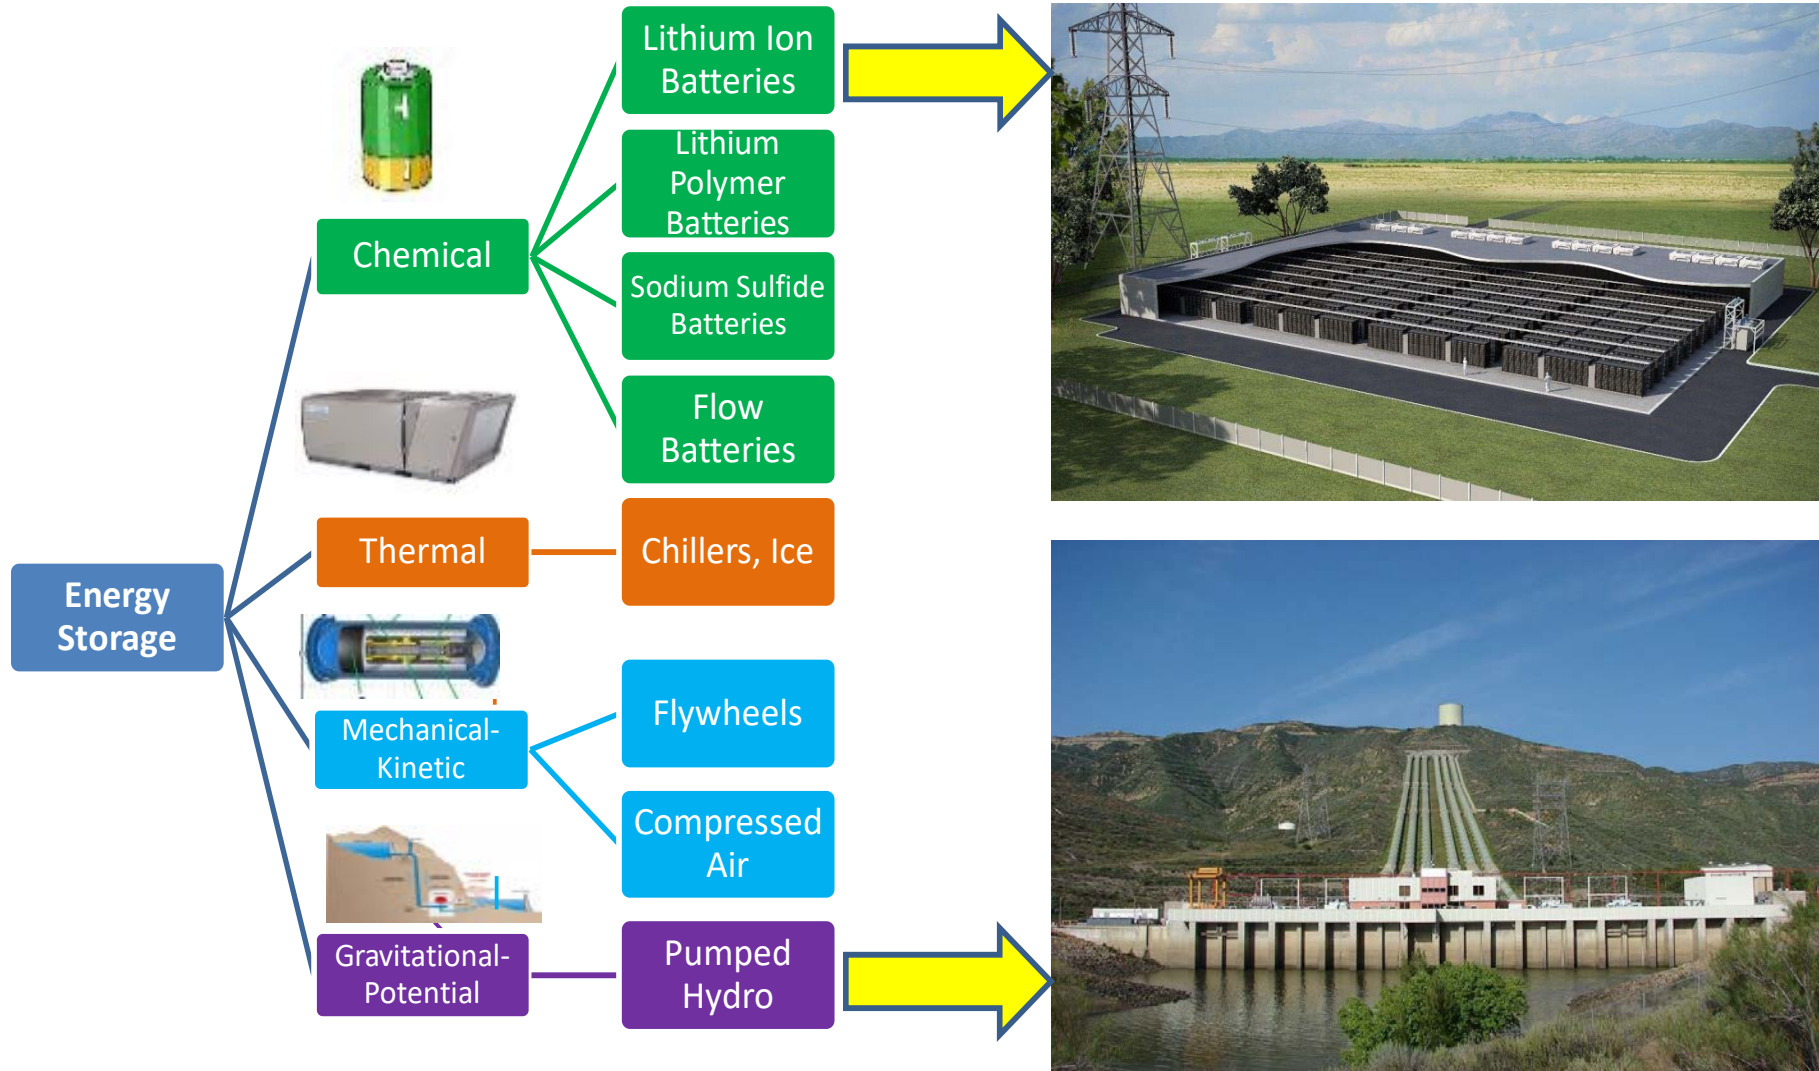 Lithium Ion
Batteries
Lithium
Polymer
Batteries
Chemical
Sodium Sulfide
Batteries
Flow
Batteries
Thermal
Chillers, Ice
Energy
Storage
Flywheels
Mechanical-
Kinetic
Compressed
Air
Gravitational-
Potential
Pumped
Hydro